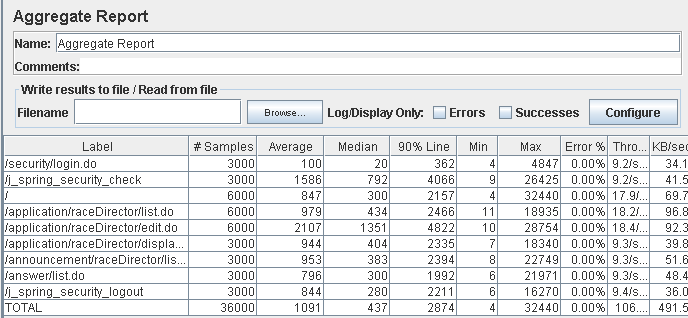 Aggregate Report
Name: Aggregate Report
Comments:
Write results to file / Read from file
Filename Browse... Log/Display Only: Errors Successes Configure
Label # Samples Average Median 90% Line Min Max Error % Thro... KB/sec
/security/login.do 3000 100 20 362 4 4847 0.00% 9.2/s... 34.1
/j_spring_security_check 3000 1586 792 4066 9 26425 0.00% 9.2/s... 41.5
/ 6000 847 300 2157 4 32440 0.00% 17.9/... 69.7
/application/raceDirector/list.do 6000 979 434 2466 11 18935 0.00% 18.2/... 96.8
/application/raceDirector/edit.do 6000 2107 1351 4822 10 28754 0.00% 18.4/... 92.3
/application/raceDirector/displa... 3000 944 404 2335 7 18340 0.00% 9.3/s... 39.8
/announcement/raceDirector/lis... 3000 953 383 2394 8 22749 0.00% 9.3/s... 51.6
/answer/list.do 3000 796 300 1992 6 21971 0.00% 9.3/s... 48.4
/j_spring_security_logout 3000 844 280 2211 6 16270 0.00% 9.4/s... 36.0
TOTAL 36000 1091 437 2874 4 32440 0.00% 106.... 491.5